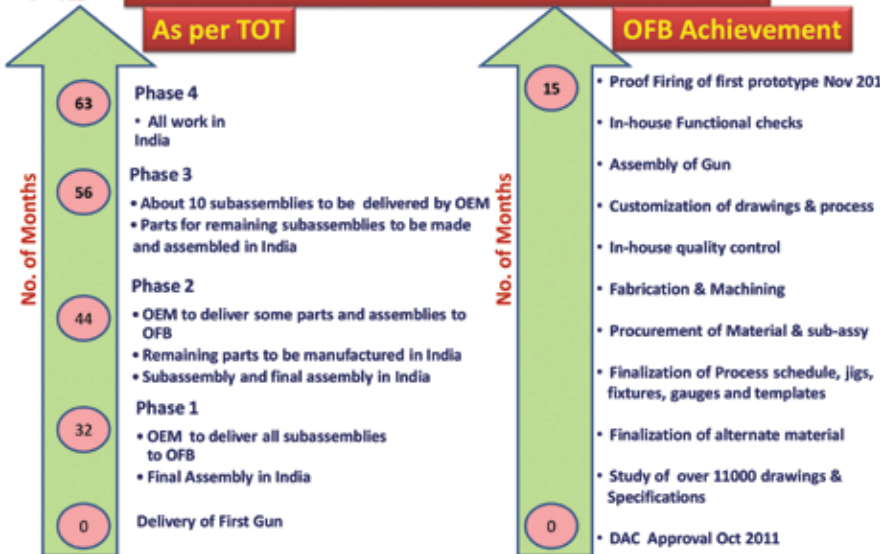 As per TOT
No. of Months
63
Phase 4
• All work in
India
56
Phase 3
• About 10 subassemblies to be delivered by OEM
• Parts for remaining subassemblies to be made
and assembled in India
44
Phase 2
• OEM to deliver some parts and assemblies to
OFB
• Remaining parts to be manufactured in India
• Subassembly and final assembly in India
32
Phase 1
• OEM to deliver all subassemblies
to OFB
• Final Assembly in India
0
Delivery of First Gun
OFB Achievement
No. of Months
15
• Proof Firing of first prototype Nov
• In-house Functional checks
• Assembly of Gun
• Customization of drawings & process
• In-house quality control
• Fabrication & Machining
• Procurement of Material & sub-assy
• Finalization of Process schedule, jigs,
fixtures, gauges and templates
• Finalization of alternate material
• Study of over 11000 drawings &
Specifications
0
• DAC Approval Oct 2011